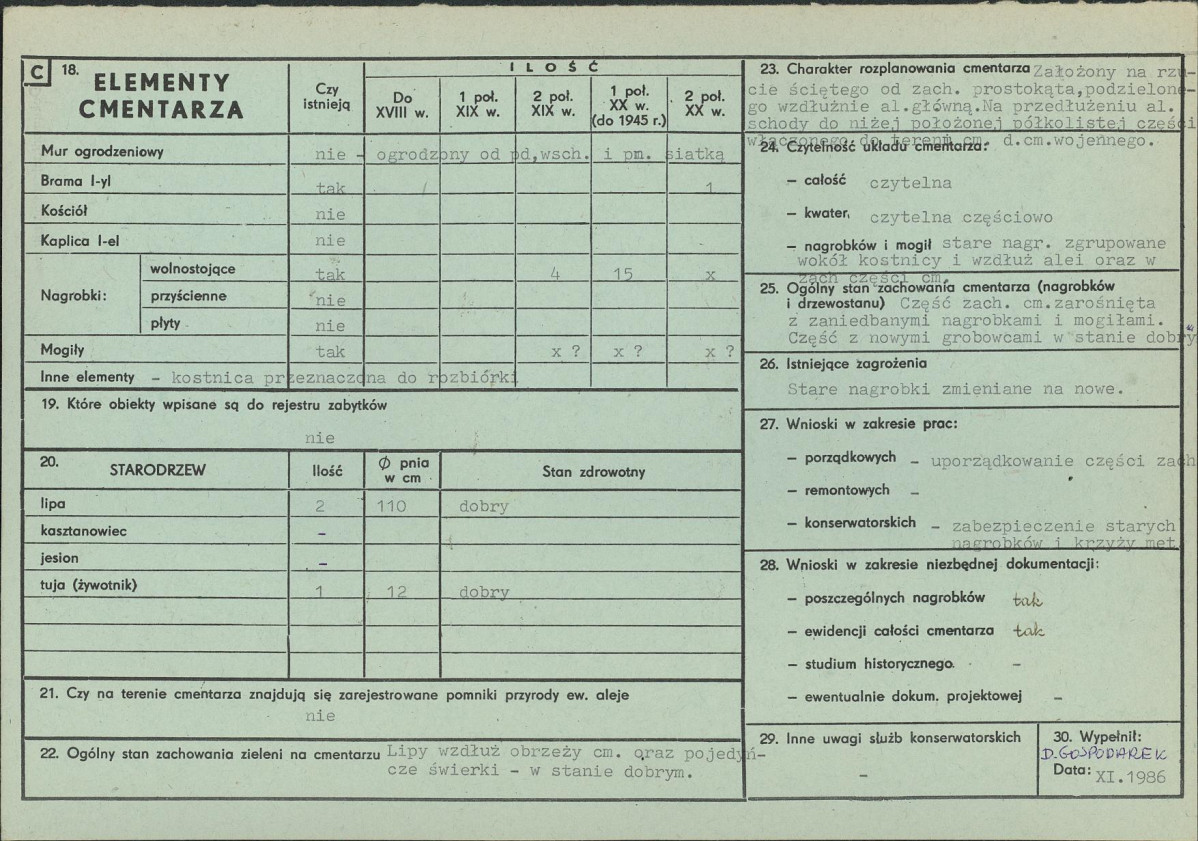 C 18. ELEMENTY
CMENTARZA
Czy
istnieją
I L O Ś Ć
Do
XVIII w.
1 poł.
XIX w.
2 poł.
XIX w.
1 poł.
XX w.
(do 1945 r.)
2 poł.
XX w.
Mur ogrodzeniowy nie - ogrodzony od pd,wsch. i pm. siatką
Brama I-yl tak / 1
Kościół nie
Kaplica I-el nie
Nagrobki:
wolnostojące tak 4 15 x
przyścienne nie
płyty nie
Mogiły tak x ? x ? x ?
Inne elementy - kostnica przeznaczona do rozbiórki
19. Które obiekty wpisane są do rejestru zabytków
nie
20. STARODRZEW Ilość Ø pnia
w cm Stan zdrowotny
lipa 2 110 dobry
kasztanowiec -
jesion -
tuja (żywotnik) 1 12 dobry
21. Czy na terenie cmentarza znajdują się zarejestrowane pomniki przyrody ew. aleje
nie
22. Ogólny stan zachowania zieleni na cmentarzu Lipy wzdłuż obrzeży cm. oraz pojedyń-
cze świerki - w stanie dobrym.
23. Charakter rozplanowania cmentarza Założony na rzu-
cie ściętego od zach. prostokąta,podzielone-
go wzdłużnie al.główną.Na przedłużeniu al.
schody do niżej położonej półkolistej części
włączonego do terenu cm. d.cm.wojennego.
24. Czytelność układu cmentarza:
– całość czytelna
– kwater, czytelna częściowo
– nagrobków i mogił stare nagr. zgrupowane
wokół kostnicy i wzdłuż alei oraz w
zach części cm.
25. Ogólny stan zachowania cmentarza (nagrobków
i drzewostanu) Część zach. cm.zarośnięta
z zaniedbanymi nagrobkami i mogiłami.
Część z nowymi grobowcami w stanie dobry
26. Istniejące zagrożenia
Stare nagrobki zmieniane na nowe.
27. Wnioski w zakresie prac:
– porządkowych - uporządkowanie części zach
– remontowych -
– konserwatorskich - zabezpieczenie starych
nagrobków i krzyży met.
28. Wnioski w zakresie niezbędnej dokumentacji:
– poszczególnych nagrobków tak
– ewidencji całości cmentarza tak
– studium historycznego. -
– ewentualnie dokum. projektowej -
29. Inne uwagi służb konserwatorskich
-
30. Wypełnił:
D.GOSPODAREK
Data: XI.1986